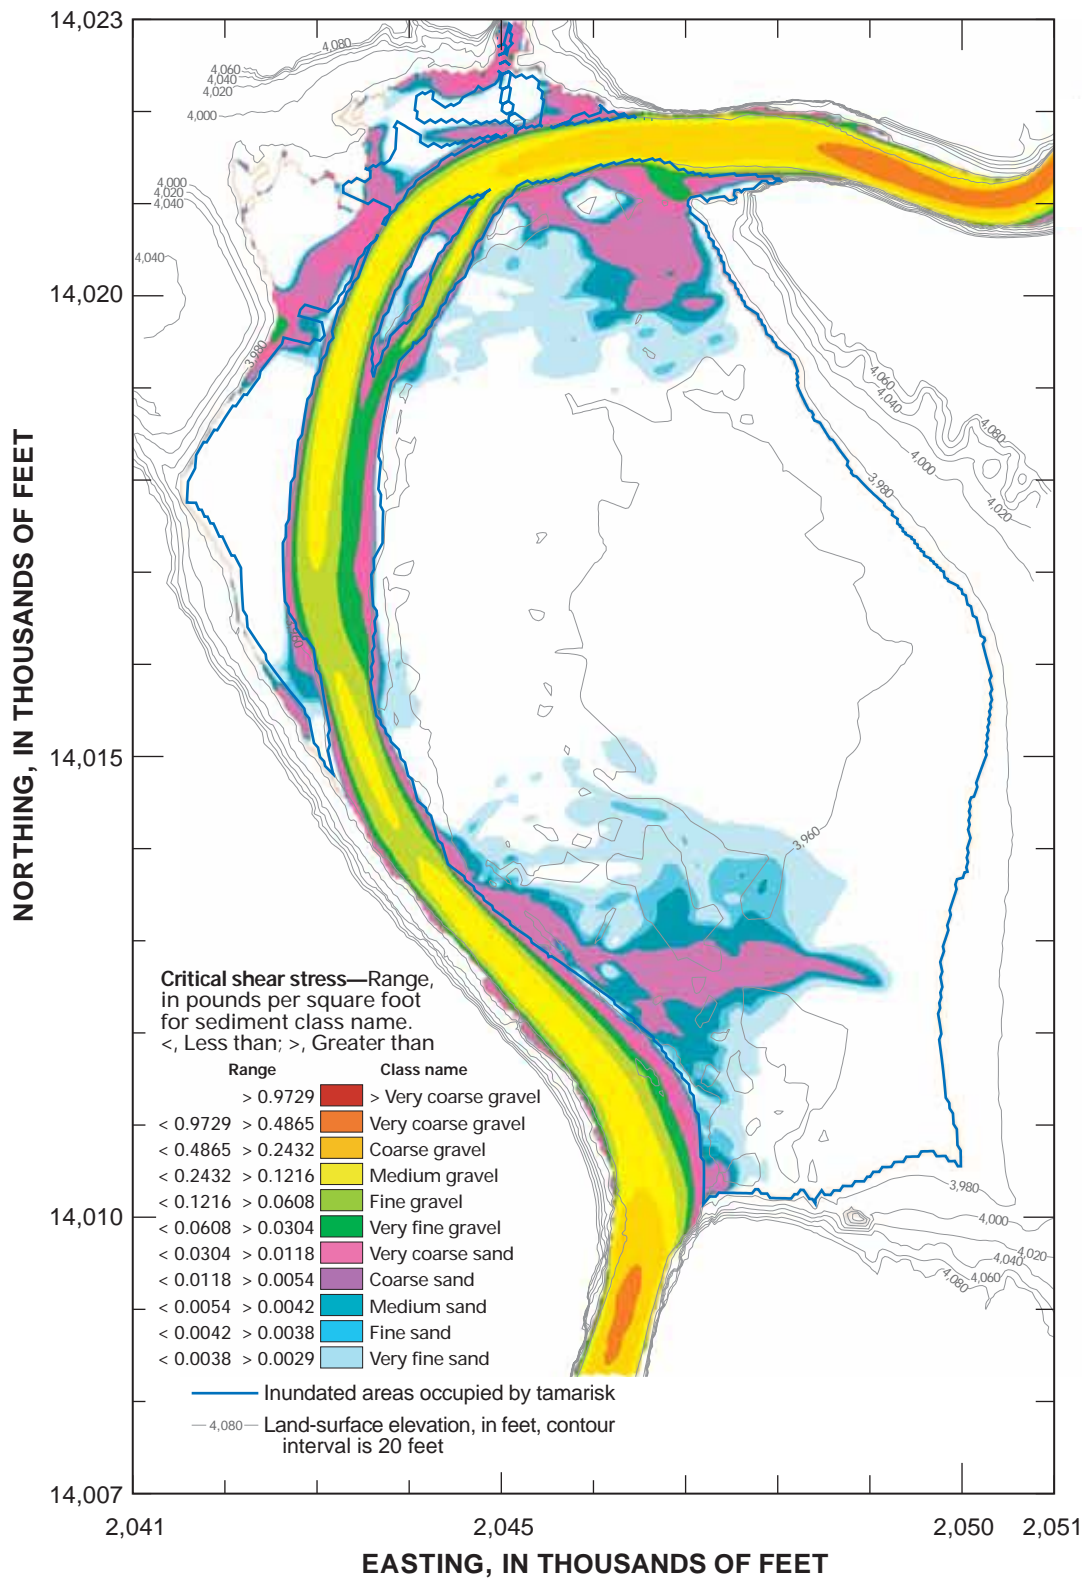 14,023
14,020
14,015
14,010
14,007
NORTHING, IN THOUSANDS OF FEET
4,080
4,060
4,040
4,020
4,000
4,000
4,020
4,040
4,040
3,980
4,060
4,040
4,080
4,000
3,980
4,020
3,960
Critical shear stress—Range,
in pounds per square foot
for sediment class name.
<, Less than; >, Greater than
Range Class name
> 0.9729 > Very coarse gravel
< 0.9729 > 0.4865 Very coarse gravel
< 0.4865 > 0.2432 Coarse gravel
< 0.2432 > 0.1216 Medium gravel
< 0.1216 > 0.0608 Fine gravel
< 0.0608 > 0.0304 Very fine gravel
< 0.0304 > 0.0118 Very coarse sand
< 0.0118 > 0.0054 Coarse sand
< 0.0054 > 0.0042 Medium sand
< 0.0042 > 0.0038 Fine sand
< 0.0038 > 0.0029 Very fine sand
Inundated areas occupied by tamarisk
4,080 Land-surface elevation, in feet, contour
interval is 20 feet
3,980
4,000
4,020
4,040
4,060
4,080
2,041 2,045 2,050 2,051
EASTING, IN THOUSANDS OF FEET